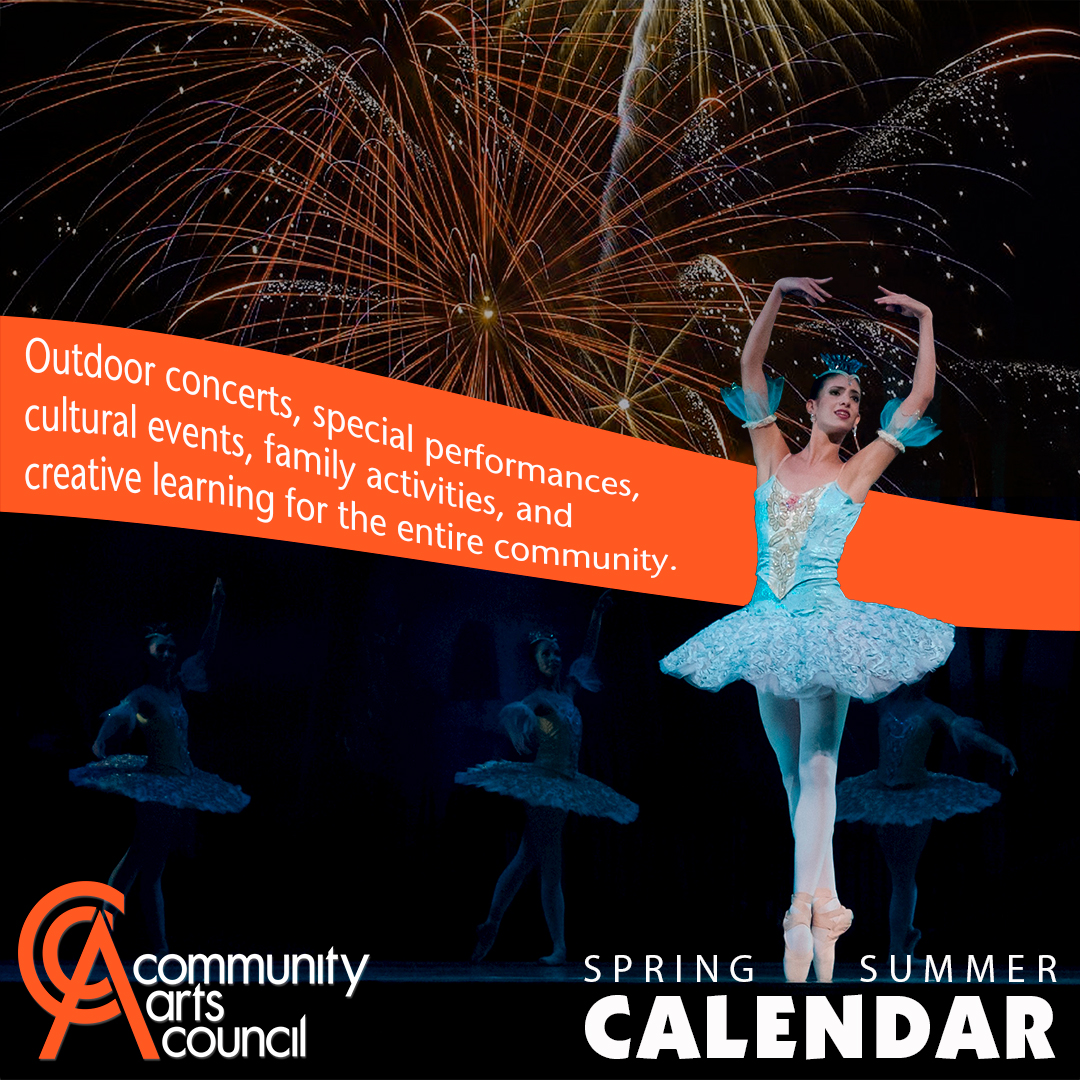 Outdoor concerts, special performances,
cultural events, family activities, and
creative learning for the entire community.
CCA
community
arts
council
SPRING SUMMER
CALENDAR